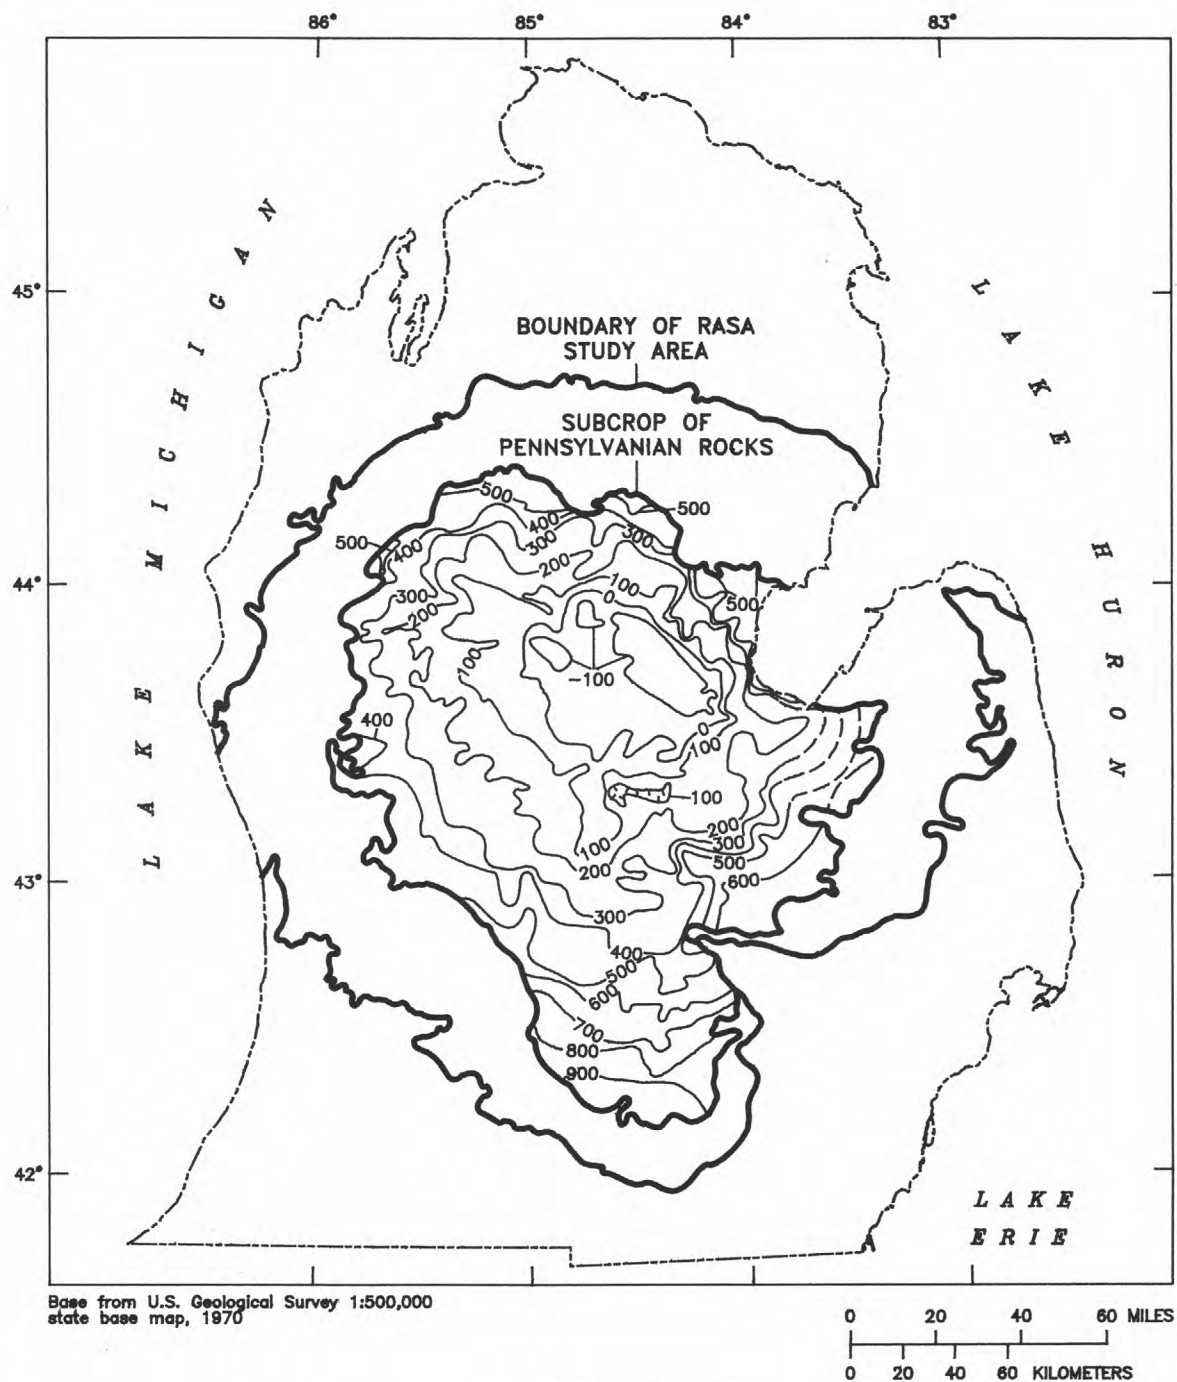 86° 85° 84° 83°
LAKE MICHIGAN
45°
LAKE HURON
BOUNDARY OF RASA
STUDY AREA
SUBCROP OF
PENNSYLVANIAN ROCKS
500
400
500
300
300
500
400
200
44°
100
0
500
300
200
100
-100
400
0
100
100
200
100
300
200
500
43°
600
300
400
500
600
700
800
900
42°
LAKE
ERIE
Base from U.S. Geological Survey 1:500,000
state base map, 1970
0 20 40 60 MILES
0 20 40 60 KILOMETERS